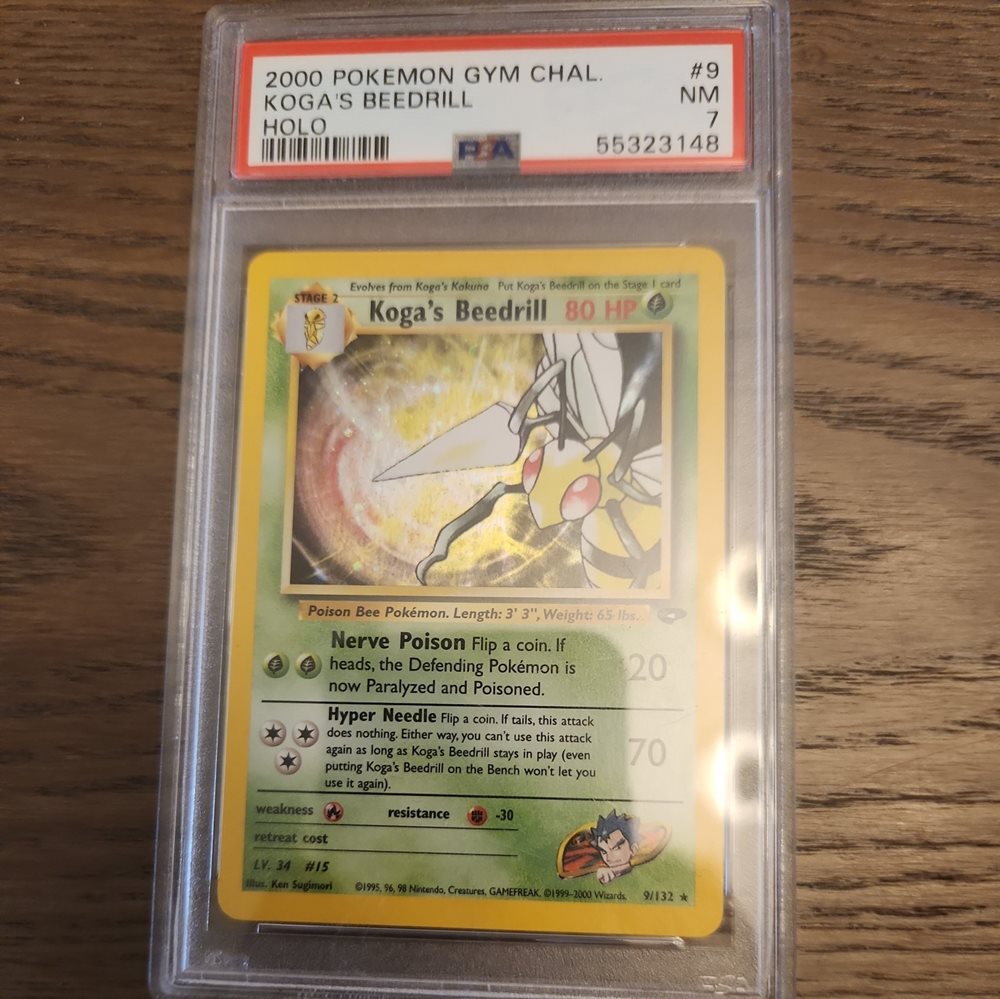 2000 POKEMON GYM CHAL. #9
KOGA'S BEEDRILL NM
HOLO 7
PSA 55323148
Evolves from Koga's Kakuna Put Koga's Beedrill on the Stage 1 card
STAGE 2
Koga's Beedrill 80 HP
Poison Bee Pokémon. Length: 3' 3", Weight: 65 lbs.
Nerve Poison Flip a coin. If
heads, the Defending Pokémon is 20
now Paralyzed and Poisoned.
Hyper Needle Flip a coin. If tails, this attack
does nothing. Either way, you can't use this attack
again as long as Koga's Beedrill stays in play (even 70
putting Koga's Beedrill on the Bench won't let you
use it again).
weakness resistance -30
retreat cost
LV. 34 #15
Illus. Ken Sugimori ©1995, 96, 98 Nintendo, Creatures, GAMEFREAK. ©1999-2000 Wizards. 9/132 ★